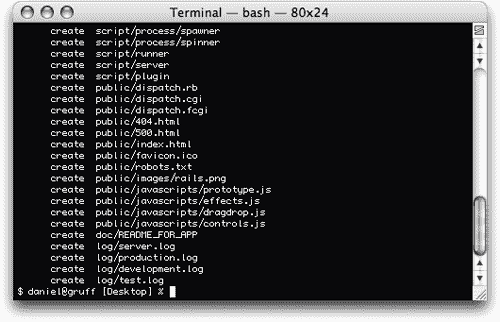 Terminal — bash — 80x24
create script/process/spawner
create script/process/spinner
create script/runner
create script/server
create script/plugin
create public/dispatch.rb
create public/dispatch.cgi
create public/dispatch.fcgi
create public/404.html
create public/500.html
create public/index.html
create public/favicon.ico
create public/robots.txt
create public/images/rails.png
create public/javascripts/prototype.js
create public/javascripts/effects.js
create public/javascripts/dragdrop.js
create public/javascripts/controls.js
create doc/README_FOR_APP
create log/server.log
create log/production.log
create log/development.log
create log/test.log
$ daniel@gruff [Desktop] %